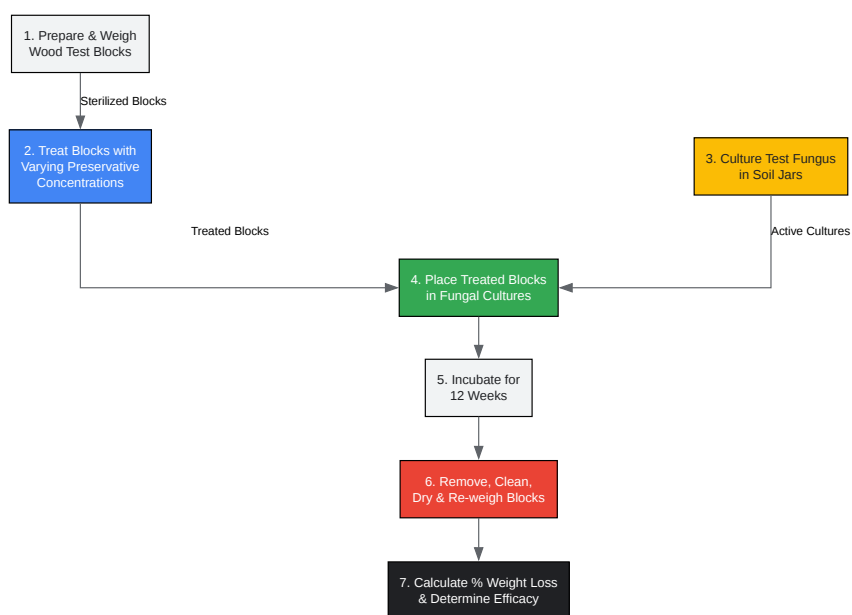 1. Prepare & Weigh
Wood Test Blocks
Sterilized Blocks
2. Treat Blocks with
Varying Preservative
Concentrations
3. Culture Test Fungus
in Soil Jars
Treated Blocks
Active Cultures
4. Place Treated Blocks
in Fungal Cultures
5. Incubate for
12 Weeks
6. Remove, Clean,
Dry & Re-weigh Blocks
7. Calculate % Weight Loss
& Determine Efficacy